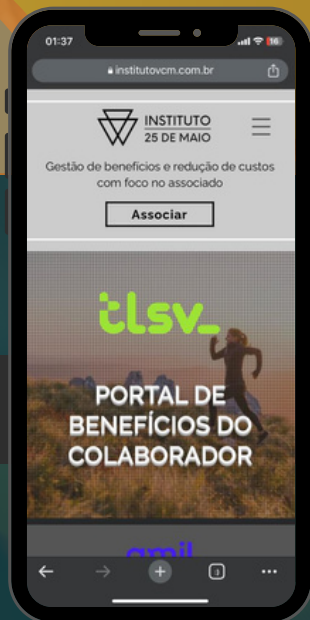 01:37
16
institutovcm.com.br
INSTITUTO
25 DE MAIO
Gestão de benefícios e redução de custos
com foco no associado
Associar
tlsv_
PORTAL DE
BENEFÍCIOS DO
COLABORADOR
amil